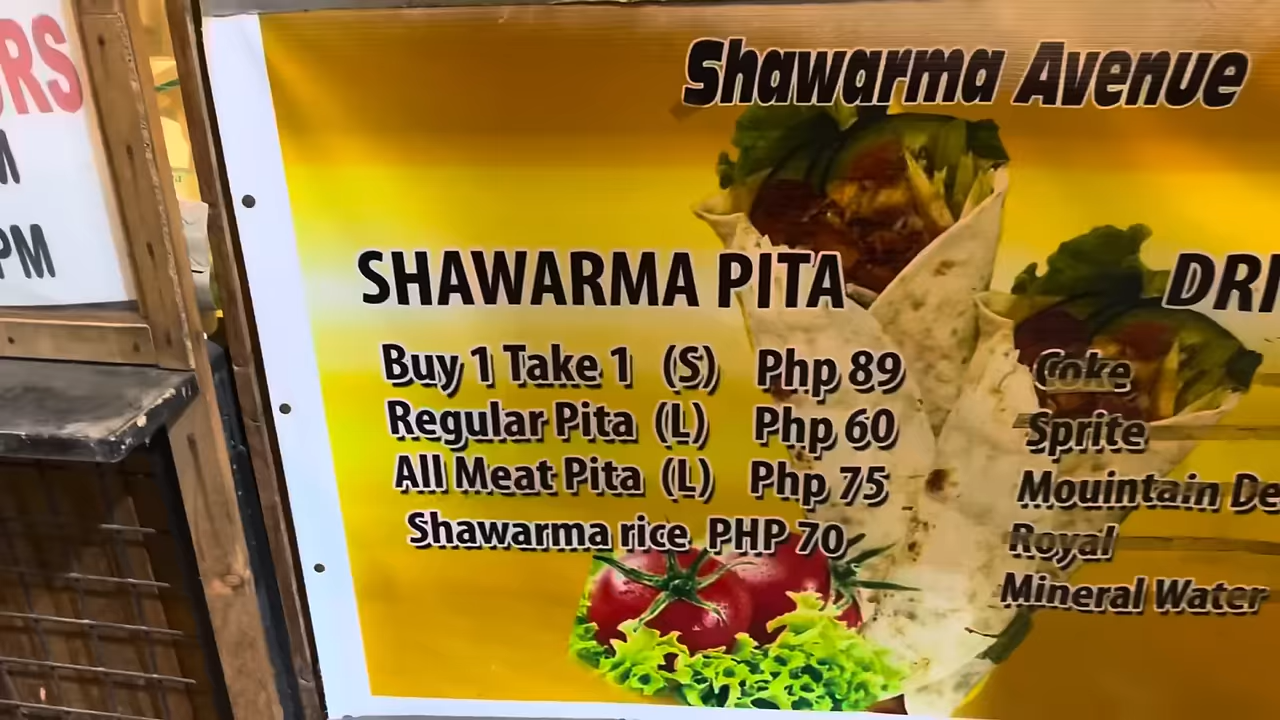 RS
M
PM
Shawarma Avenue
SHAWARMA PITA
Buy 1 Take 1 (S) Php 89
Regular Pita (L) Php 60
All Meat Pita (L) Php 75
Shawarma rice PHP 70
DRI
Coke
Sprite
Mouintain De
Royal
Mineral Water